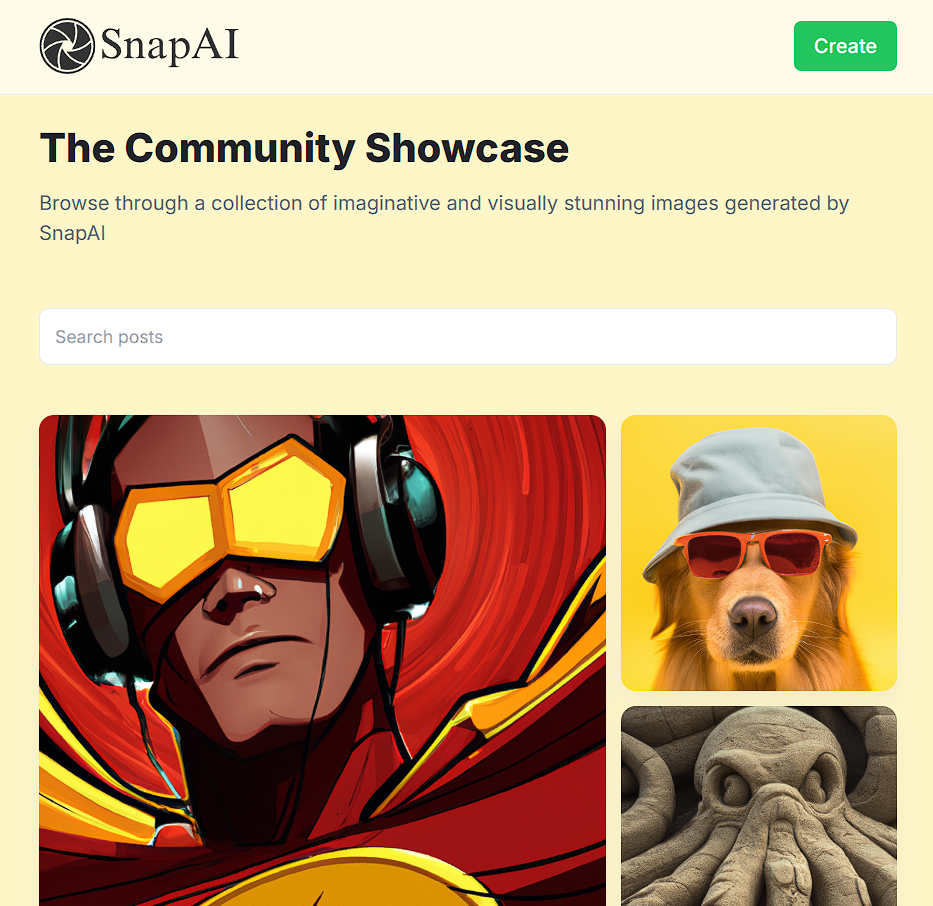 SnapAI
Create
The Community Showcase
Browse through a collection of imaginative and visually stunning images generated by
SnapAI
Search posts